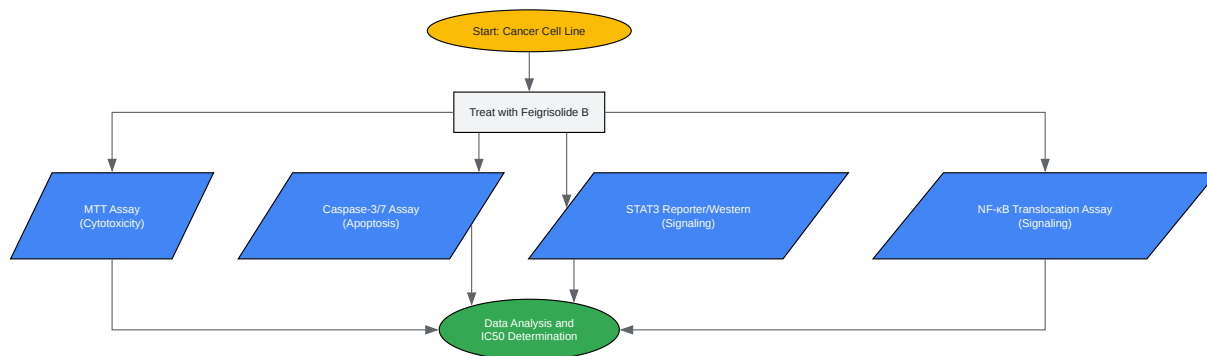 Start: Cancer Cell Line
Treat with Feigrisolide B
MTT Assay
(Cytotoxicity)
Caspase-3/7 Assay
(Apoptosis)
STAT3 Reporter/Western
(Signaling)
NF-κB Translocation Assay
(Signaling)
Data Analysis and
IC50 Determination